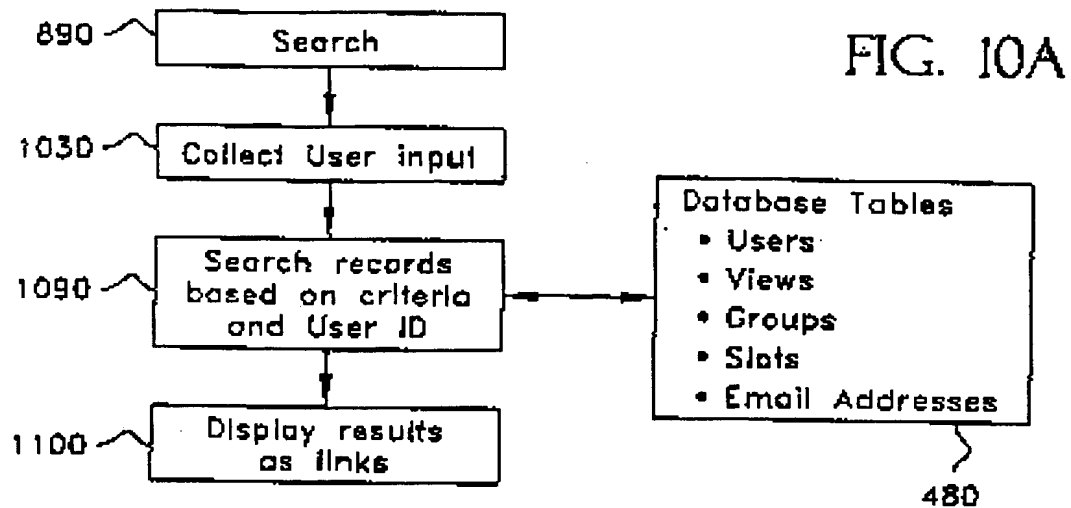 890
Search
FIG. 10A
1030
Collect User input
1090
Search records
based on criteria
and User ID
Database Tables
• Users
• Views
• Groups
• Slots
• Email Addresses
1100
Display results
as links
480